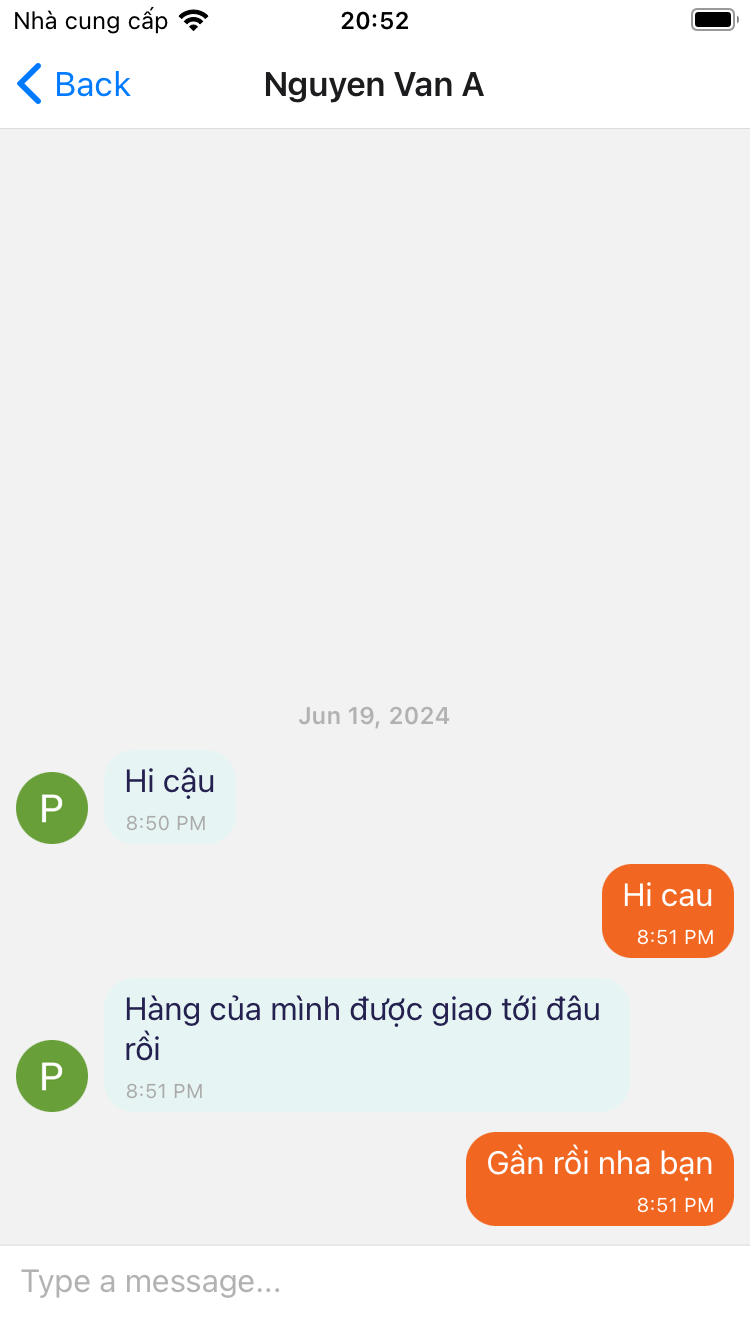 Nhà cung cấp 20:52
Back Nguyen Van A
Jun 19, 2024
Hi cậu
8:50 PM
P
Hi cau
8:51 PM
Hàng của mình được giao tới đâu
rồi
8:51 PM
P
Gần rồi nha bạn
8:51 PM
Type a message...